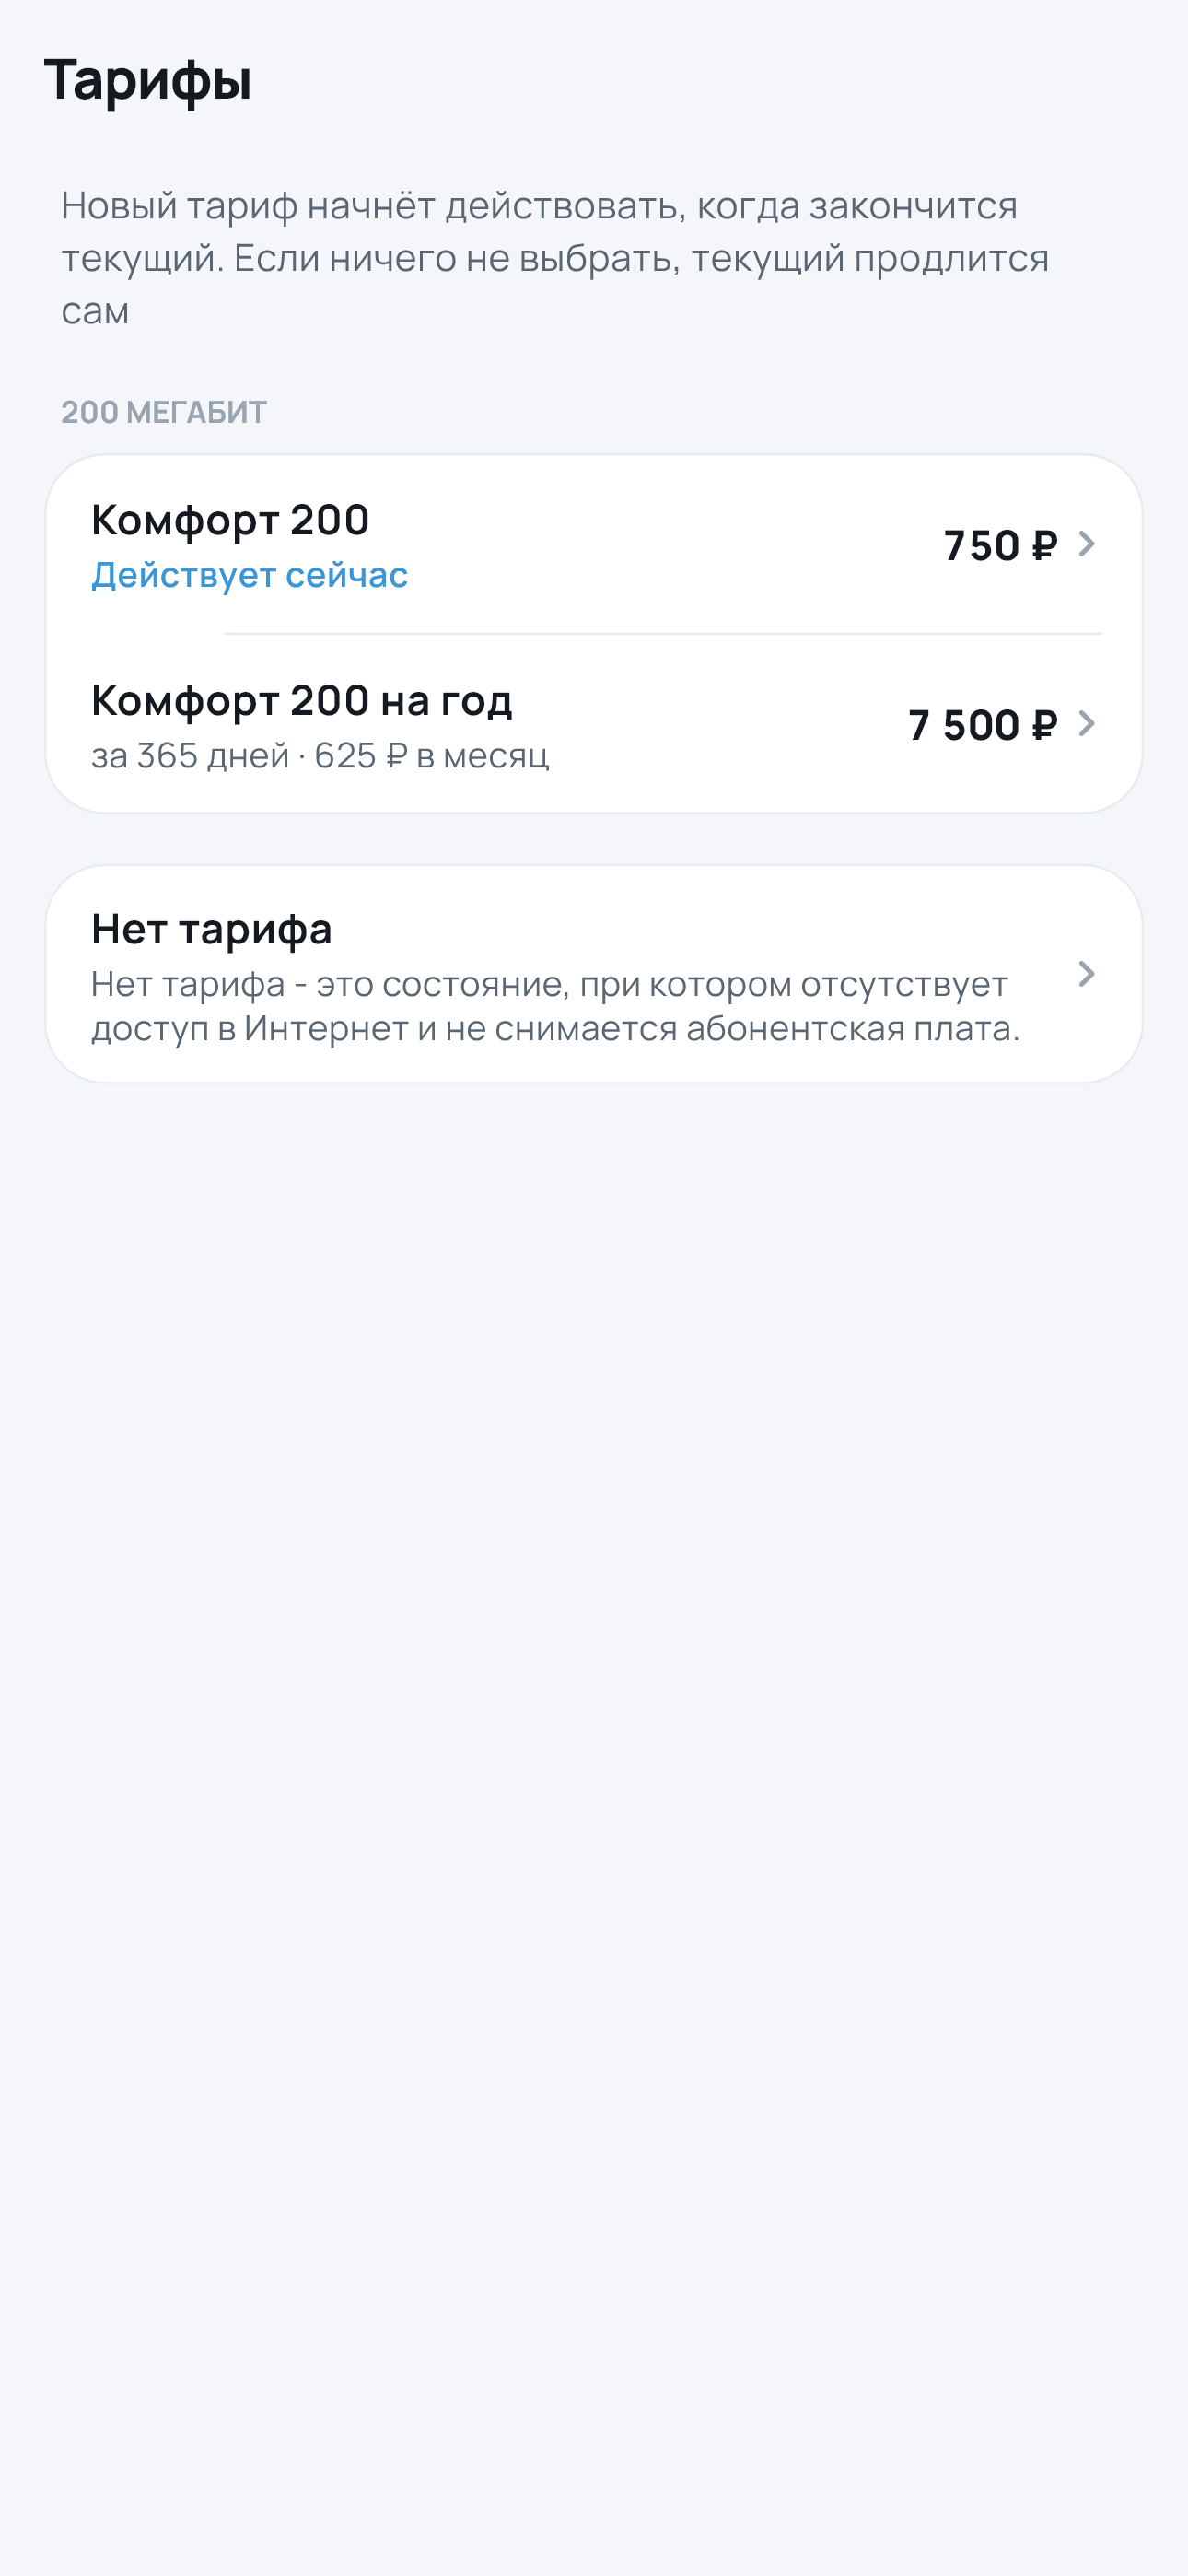 Тарифы
Новый тариф начнёт действовать, когда закончится
текущий. Если ничего не выбрать, текущий продлится
сам
200 МЕГАБИТ
Комфорт 200
Действует сейчас
750 ₽
Комфорт 200 на год
за 365 дней · 625 ₽ в месяц
7 500 ₽
Нет тарифа
Нет тарифа - это состояние, при котором отсутствует
доступ в Интернет и не снимается абонентская плата.